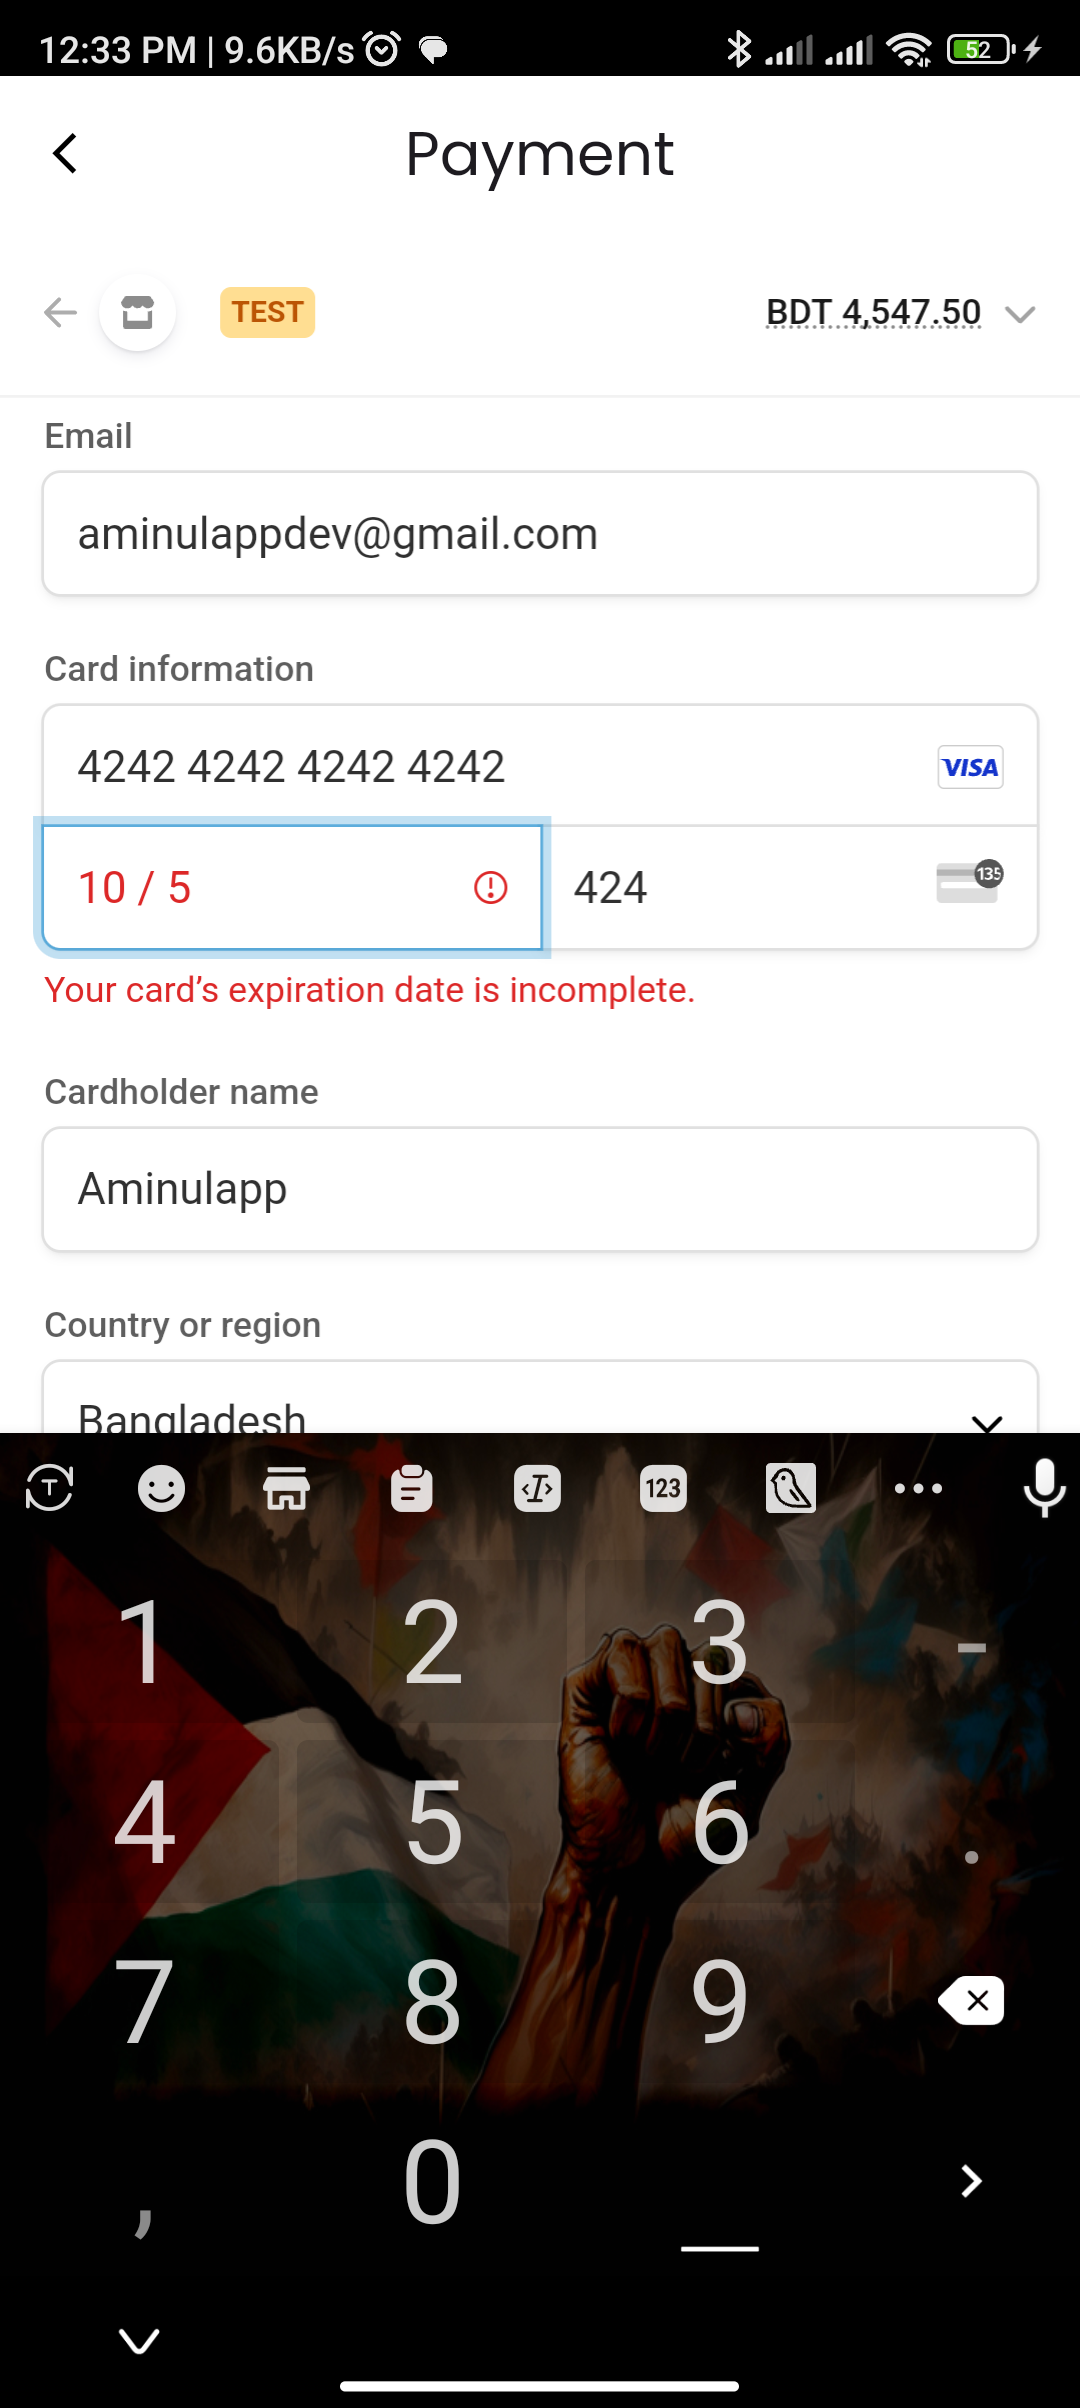 12:33 PM | 9.6KB/s
52
Payment
TEST
BDT 4,547.50
Email
aminulappdev@gmail.com
Card information
4242 4242 4242 4242
VISA
10 / 5
424
135
Your card’s expiration date is incomplete.
Cardholder name
Aminulapp
Country or region
Bangladesh
T
123
1 2 3 -
4 5 6 .
7 8 9
, 0